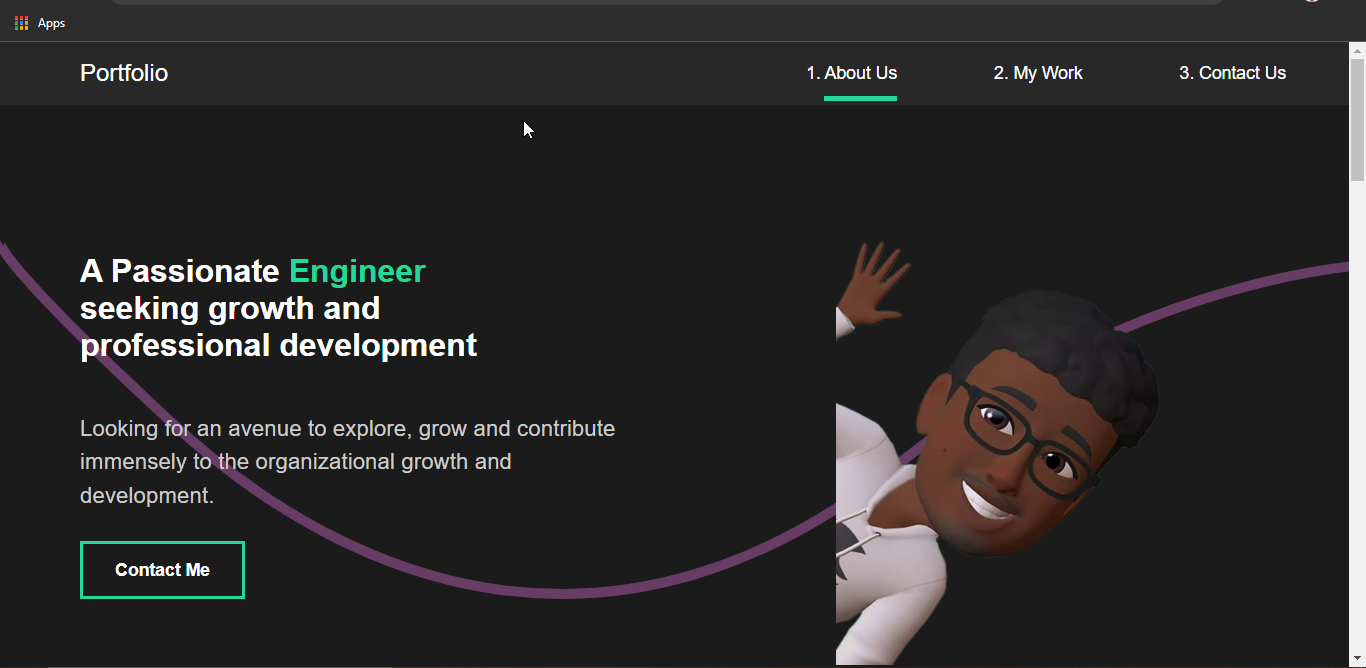 Apps
Portfolio
1. About Us
2. My Work
3. Contact Us
A Passionate Engineer
seeking growth and
professional development
Looking for an avenue to explore, grow and contribute
immensely to the organizational growth and
development.
Contact Me